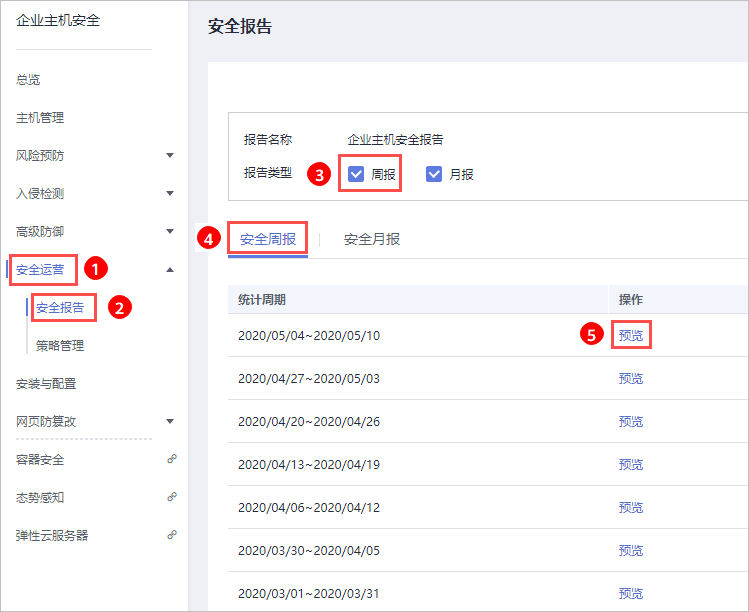 企业主机安全
总览
主机管理
风险预防
入侵检测
高级防御
安全运营 1
安全报告 2
策略管理
安装与配置
网页防篡改
容器安全
态势感知
弹性云服务器
安全报告
报告名称 企业主机安全报告
报告类型 3 周报 月报
4 安全周报 安全月报
统计周期 操作
2020/05/04~2020/05/10 5 预览
2020/04/27~2020/05/03 预览
2020/04/20~2020/04/26 预览
2020/04/13~2020/04/19 预览
2020/04/06~2020/04/12 预览
2020/03/30~2020/04/05 预览
2020/03/01~2020/03/31 预览